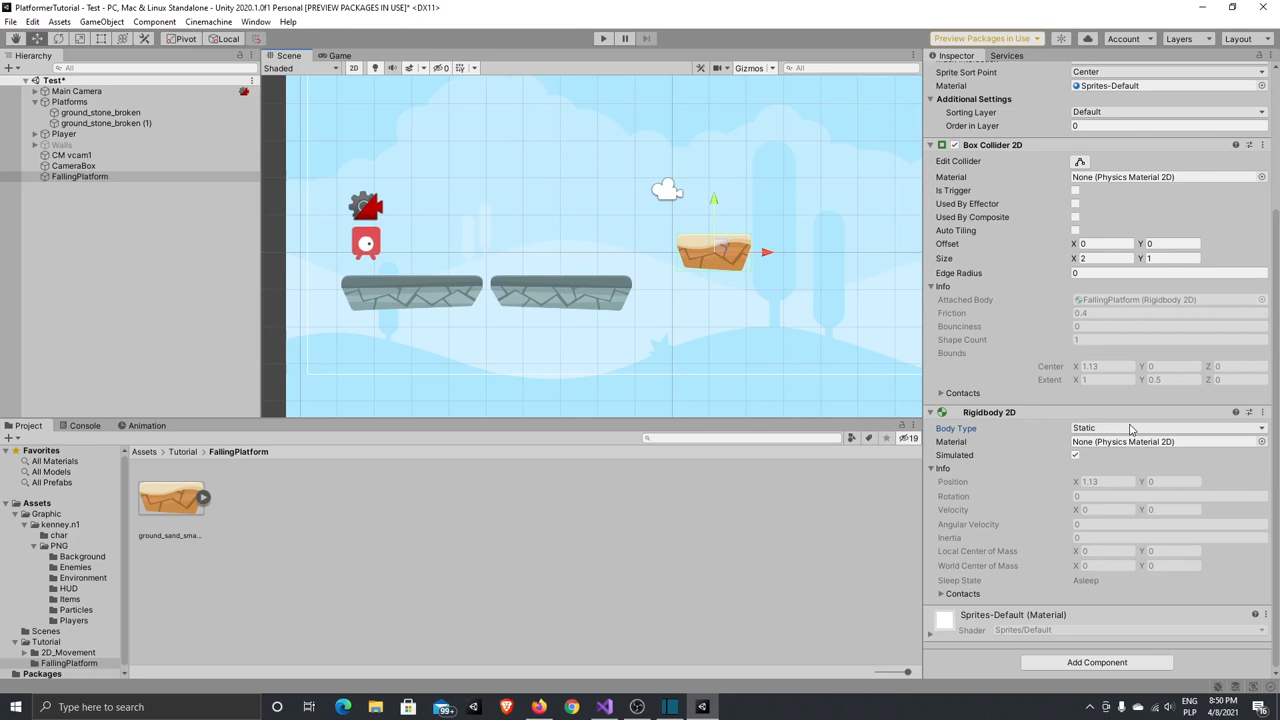 PlatformerTutorial - Test - PC, Mac & Linux Standalone - Unity 2020.1.0f1 Personal [PREVIEW PACKAGES IN USE]* <DX11>
File Edit Assets GameObject Component Cinemachine Window Help
Pivot Local Preview Packages in Use Account Layers Layout
Hierarchy Scene Game Inspector Services
All Shaded 2D 0 Gizmos All
Sprite Sort Point Center
Test*
Main Camera
Material Sprites-Default
Platforms
Additional Settings
ground_stone_broken
Sorting Layer Default
ground_stone_broken (1)
Order in Layer 0
Player
Walls
Box Collider 2D
CM vcam1
Edit Collider
CameraBox
FallingPlatform
Material None (Physics Material 2D)
Is Trigger
Used By Effector
Used By Composite
Auto Tiling
Offset X 0 Y 0
Size X 2 Y 1
Edge Radius 0
Info
Attached Body FallingPlatform (Rigidbody 2D)
Friction 0.4
Bounciness 0
Shape Count 1
Bounds
Center X 1.13 Y 0 Z 0
Extent X 1 Y 0.5 Z 0
Contacts
Rigidbody 2D
Body Type Static
Material None (Physics Material 2D)
Simulated
Info
Position X 1.13 Y 0
Rotation 0
Velocity X 0 Y 0
Angular Velocity 0
Inertia 0
Local Center of Mass X 0 Y 0
World Center of Mass X 0 Y 0
Sleep State Asleep
Contacts
Sprites-Default (Material)
Shader Sprites/Default
Add Component
Project Console Animation
19
Favorites
All Materials
All Models
All Prefabs
Assets
Graphic
kenney.n1
char
PNG
Background
Enemies
Environment
HUD
Items
Particles
Players
Scenes
Tutorial
2D_Movement
FallingPlatform
Packages
Assets Tutorial FallingPlatform
ground_sand_sma...
Type here to search
99+
ENG
PLP
8:50 PM
4/8/2021
16